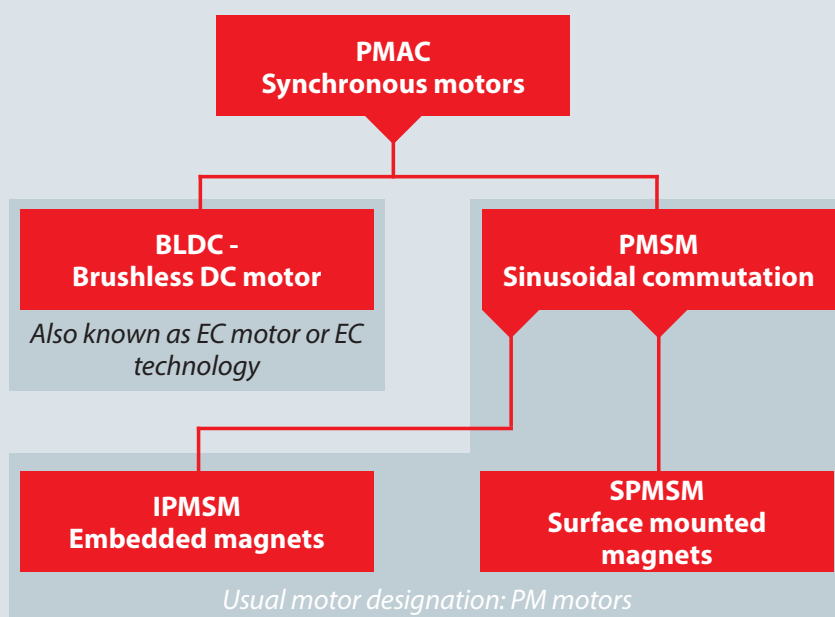 PMAC
Synchronous motors
BLDC -
Brushless DC motor
Also known as EC motor or EC
technology
PMSM
Sinusoidal commutation
IPMSM
Embedded magnets
SPMSM
Surface mounted
magnets
Usual motor designation: PM motors